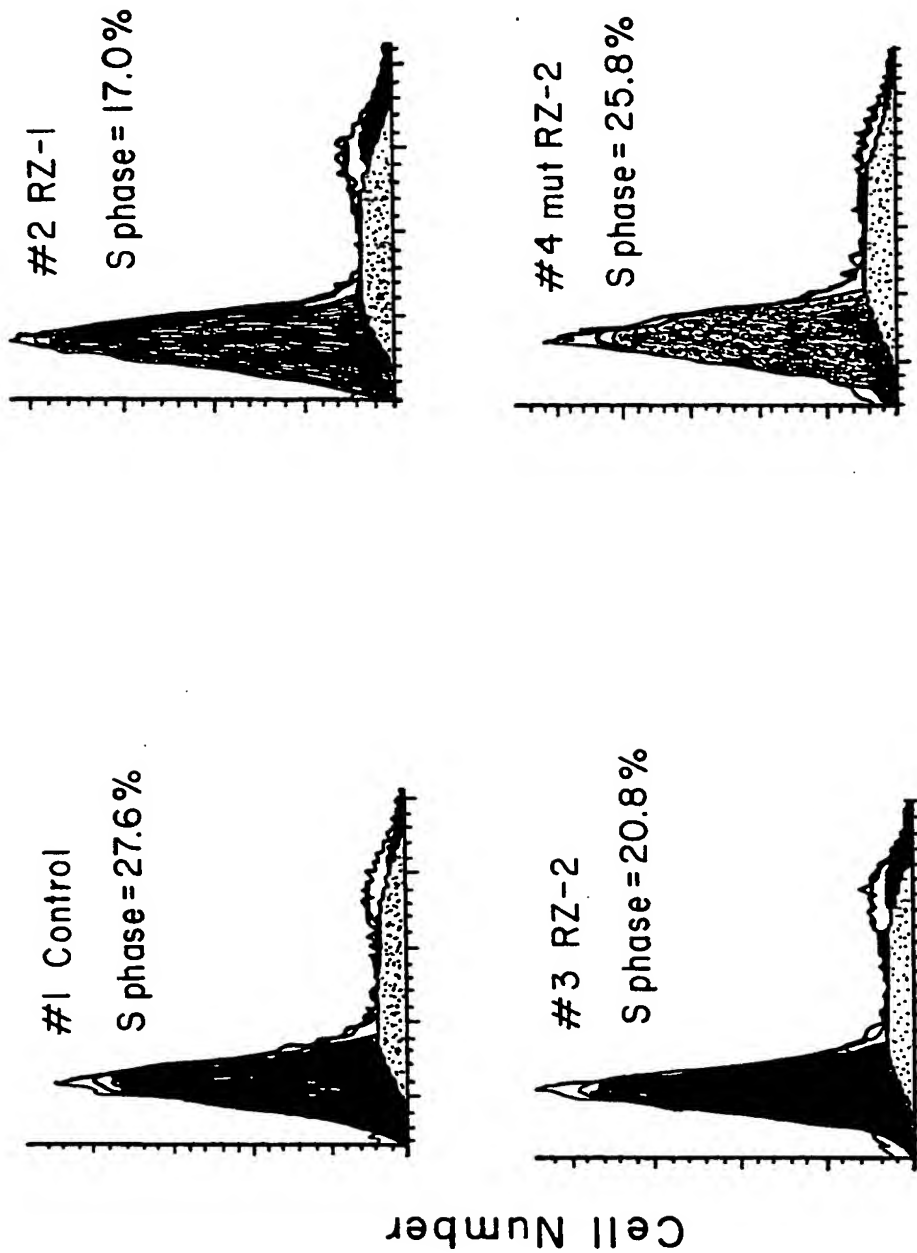 #1 Control
S phase = 27.6%
#2 RZ-1
S phase = 17.0%
#3 RZ-2
S phase = 20.8%
#4 mut RZ-2
S phase = 25.8%
Cell Number